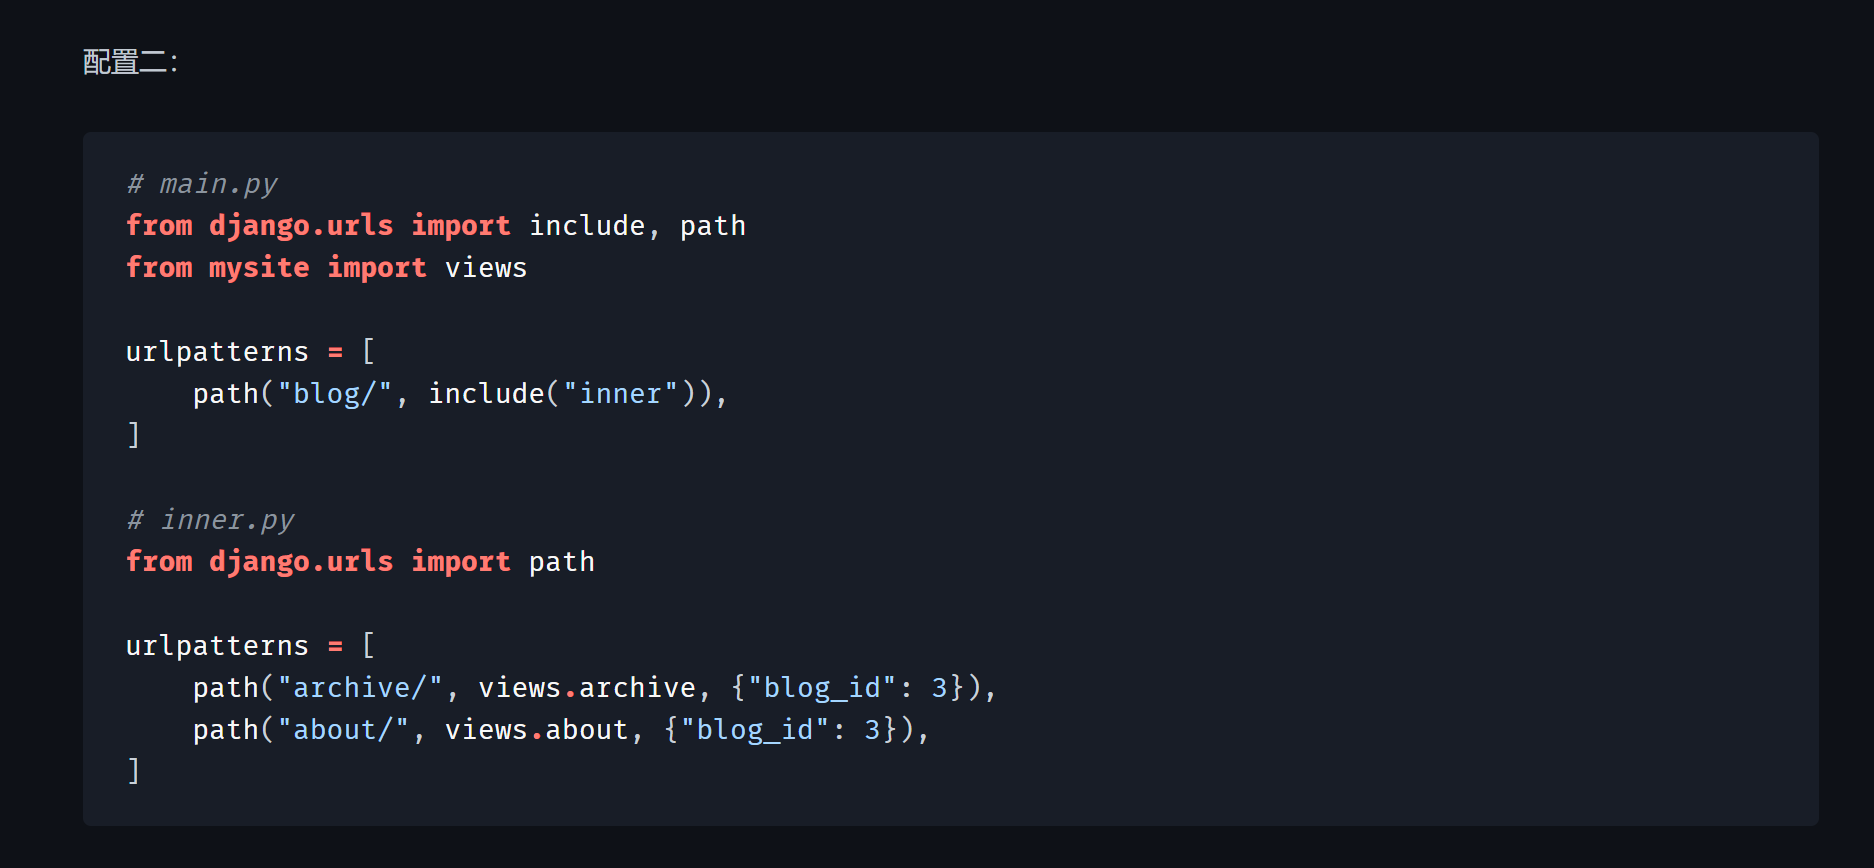 配置二：
# main.py
from django.urls import include, path
from mysite import views
urlpatterns = [
    path("blog/", include("inner")),
]
# inner.py
from django.urls import path
urlpatterns = [
    path("archive/", views.archive, {"blog_id": 3}),
    path("about/", views.about, {"blog_id": 3}),
]